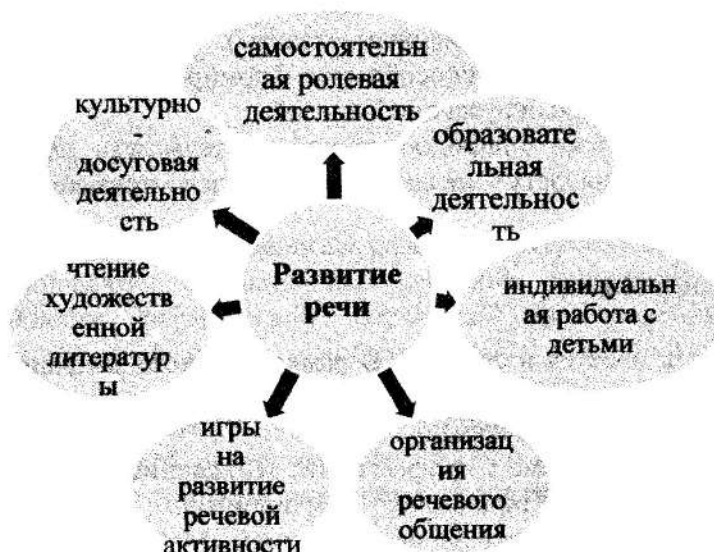 самостоятельн
ая ролевая
деятельность
культурно
-
досуговая
деятельно
сть
образовате
льная
деятельнос
ть
Развитие
речи
чтение
художеств
енной
литератур
ы
индивидуальн
ая работа с
детьми
игры
на
развитие
речевой
активности
организац
ия
речевого
общения